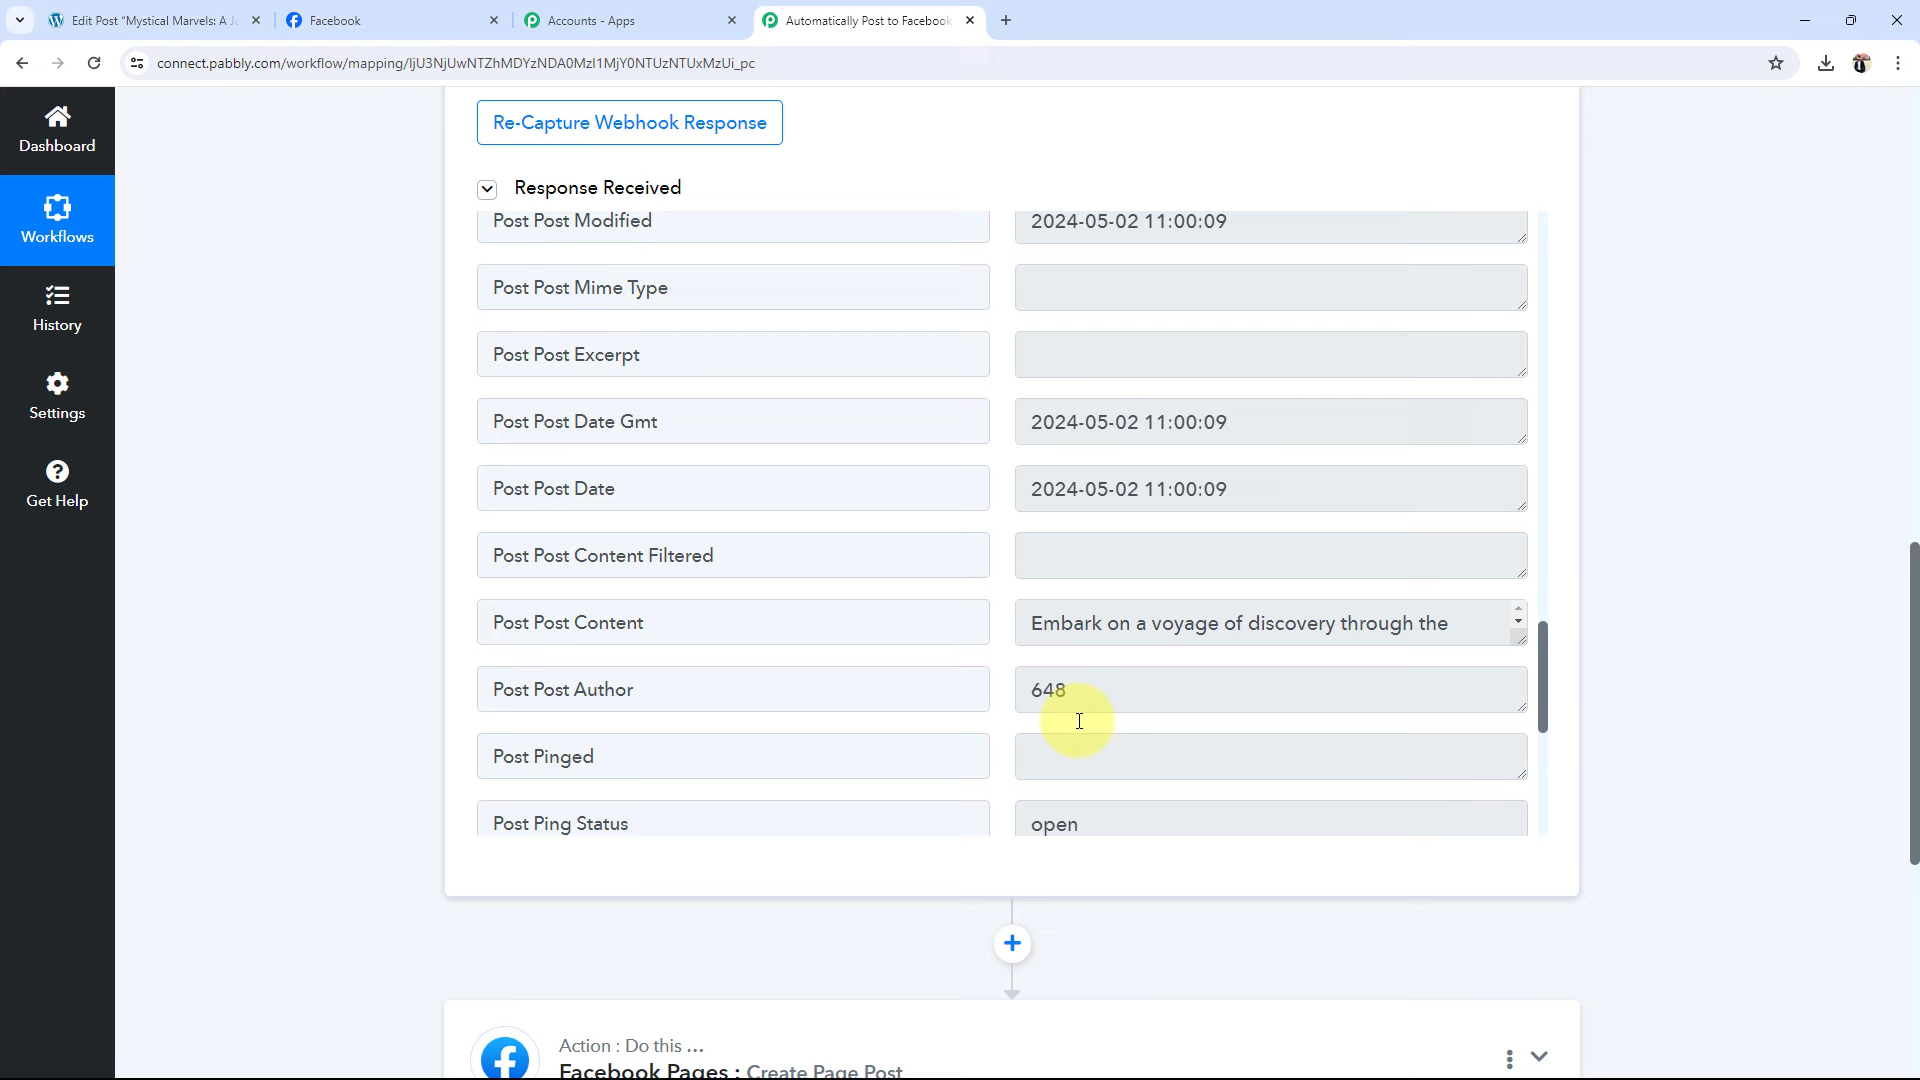 Edit Post “Mystical Marvels: A Jo
Facebook
Accounts - Apps
Automatically Post to Facebook
connect.pabbly.com/workflow/mapping/IjU3NjUwNTZhMDYzNDA0MzI1MjY0NTUzNTUxMzUi_pc
Dashboard
Workflows
History
Settings
Get Help
Re-Capture Webhook Response
Response Received
Post Post Modified 2024-05-02 11:00:09
Post Post Mime Type
Post Post Excerpt
Post Post Date Gmt 2024-05-02 11:00:09
Post Post Date 2024-05-02 11:00:09
Post Post Content Filtered
Post Post Content Embark on a voyage of discovery through the
Post Post Author 648
Post Pinged
Post Ping Status open
Action : Do this ...
Facebook Pages : Create Page Post